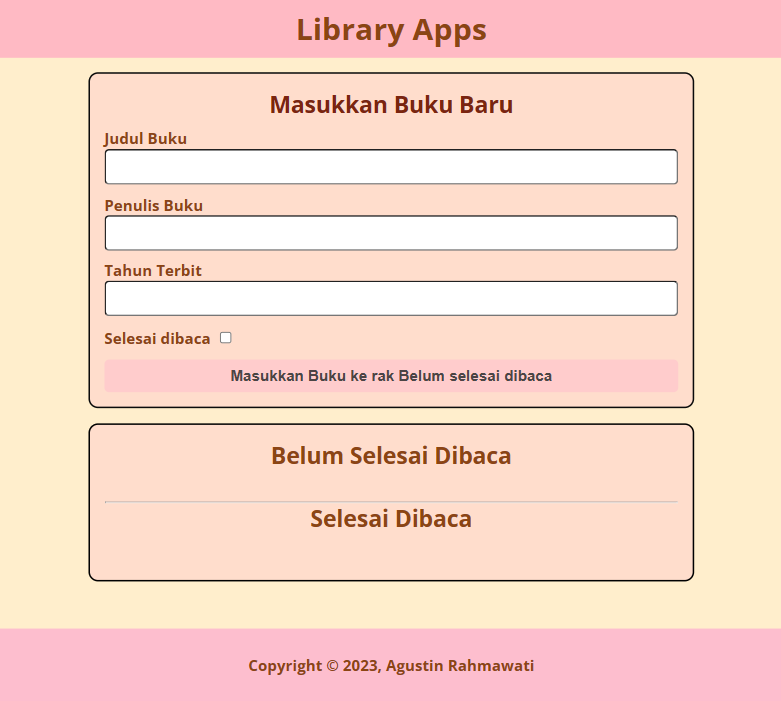 Library Apps
Masukkan Buku Baru
Judul Buku
Penulis Buku
Tahun Terbit
Selesai dibaca
Masukkan Buku ke rak Belum selesai dibaca
Belum Selesai Dibaca
Selesai Dibaca
Copyright © 2023, Agustin Rahmawati